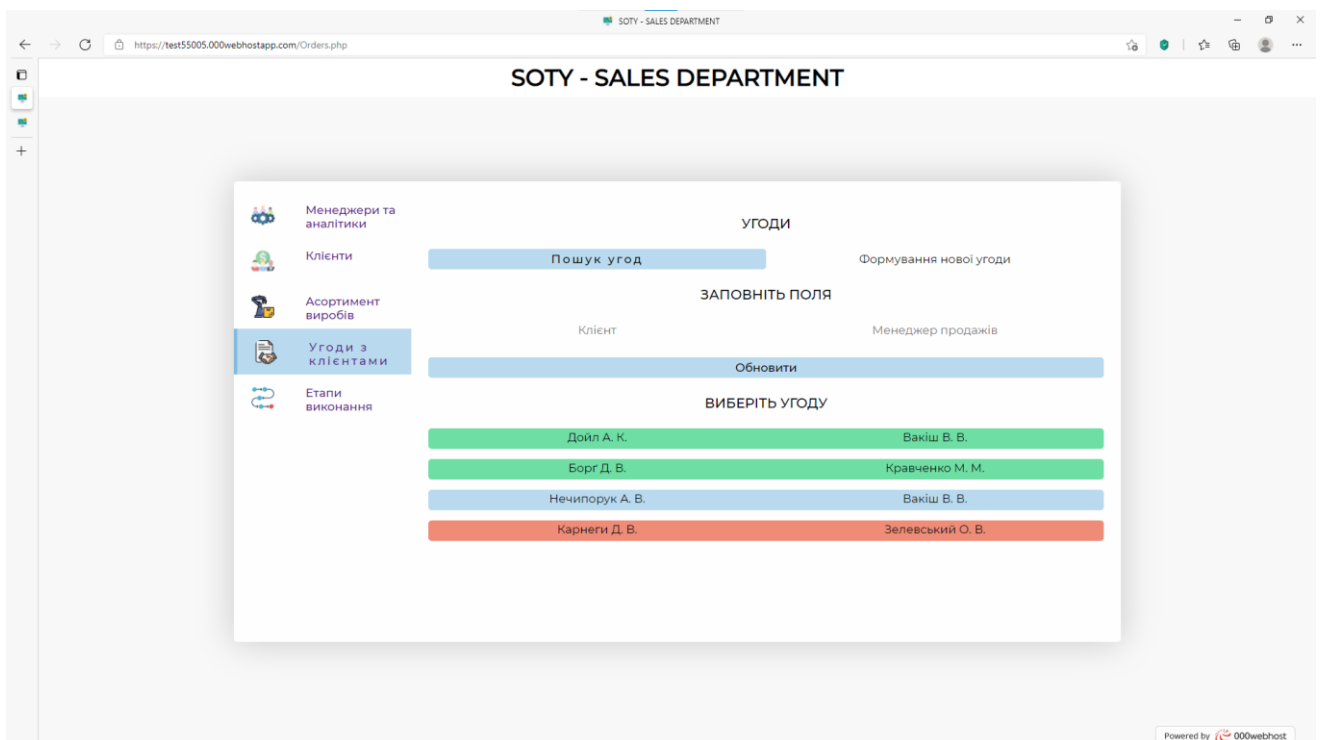 SOTY - SALES DEPARTMENT
https://test55005.000webhostapp.com/Orders.php
SOTY - SALES DEPARTMENT
Менеджери та
аналітики
Клієнти
Асортимент
виробів
Угоди з
клієнтами
Етапи
виконання
УГОДИ
Пошук угод Формування нової угоди
ЗАПОВНІТЬ ПОЛЯ
Клієнт Менеджер продажів
Обновити
ВИБЕРІТЬ УГОДУ
Дойл А. К. Вакіш В. В.
Борг Д. В. Кравченко М. М.
Нечипорук А. В. Вакіш В. В.
Карнеги Д. В. Зелевський О. В.
Powered by 000webhost